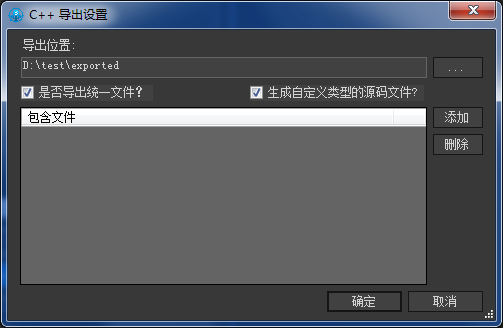 C++ 导出设置
导出位置:
D:\test\exported
...
是否导出统一文件?
生成自定义类型的源码文件?
包含文件
添加
删除
确定
取消